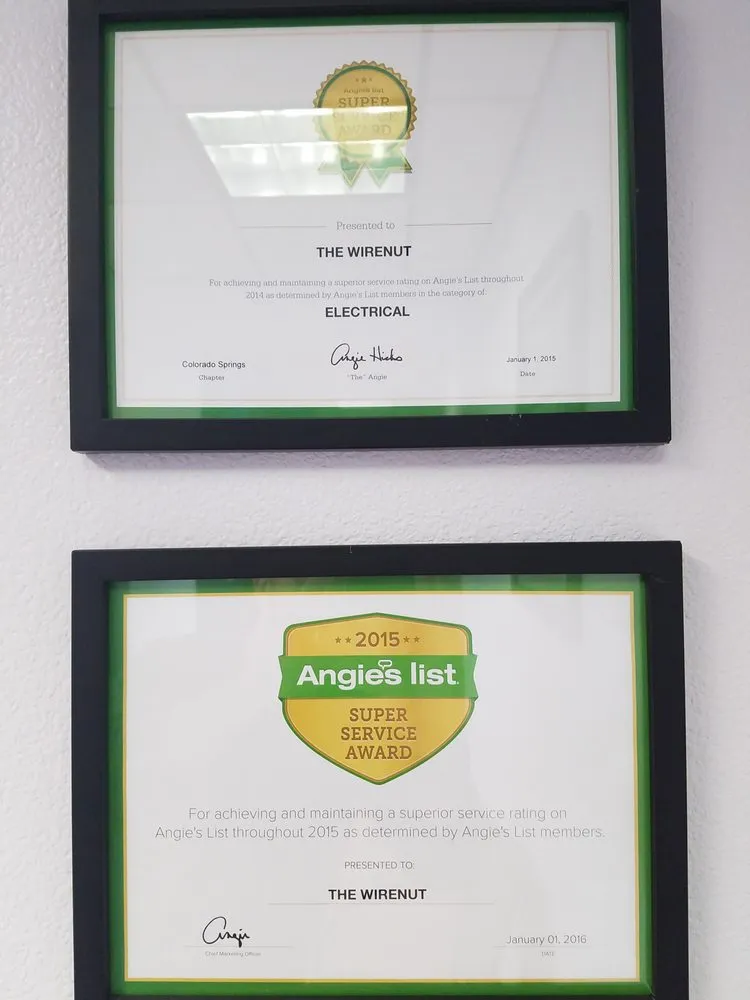 Angie's list
SUPER
SERVICE
AWARD
Presented to
THE WIRENUT
For achieving and maintaining a superior service rating on Angie's List throughout
2014 as determined by Angie's List members in the category of:
ELECTRICAL
Colorado Springs
Angie Hicks
January 1, 2015
Chapter
"The" Angie
Date
2015
Angie's list
SUPER
SERVICE
AWARD
For achieving and maintaining a superior service rating on
Angie's List throughout 2015 as determined by Angie's List members.
PRESENTED TO:
THE WIRENUT
Angie
January 01, 2016
Chief Marketing Officer
DATE